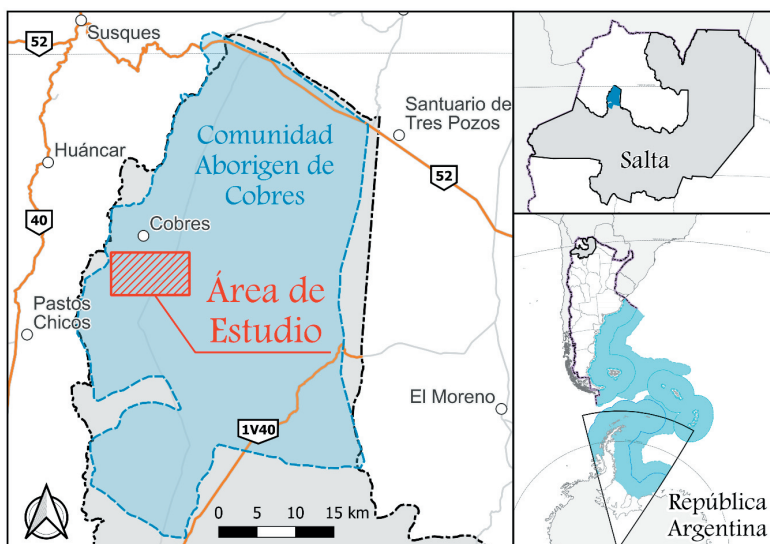 52
Susques
Comunidad
Aborigen de
Cobres
Santuario de
Tres Pozos
Huáncar
52
40
Cobres
Área de
Estudio
Pastos
Chicos
El Moreno
1V40
0 5 10 15 km
Salta
República
Argentina